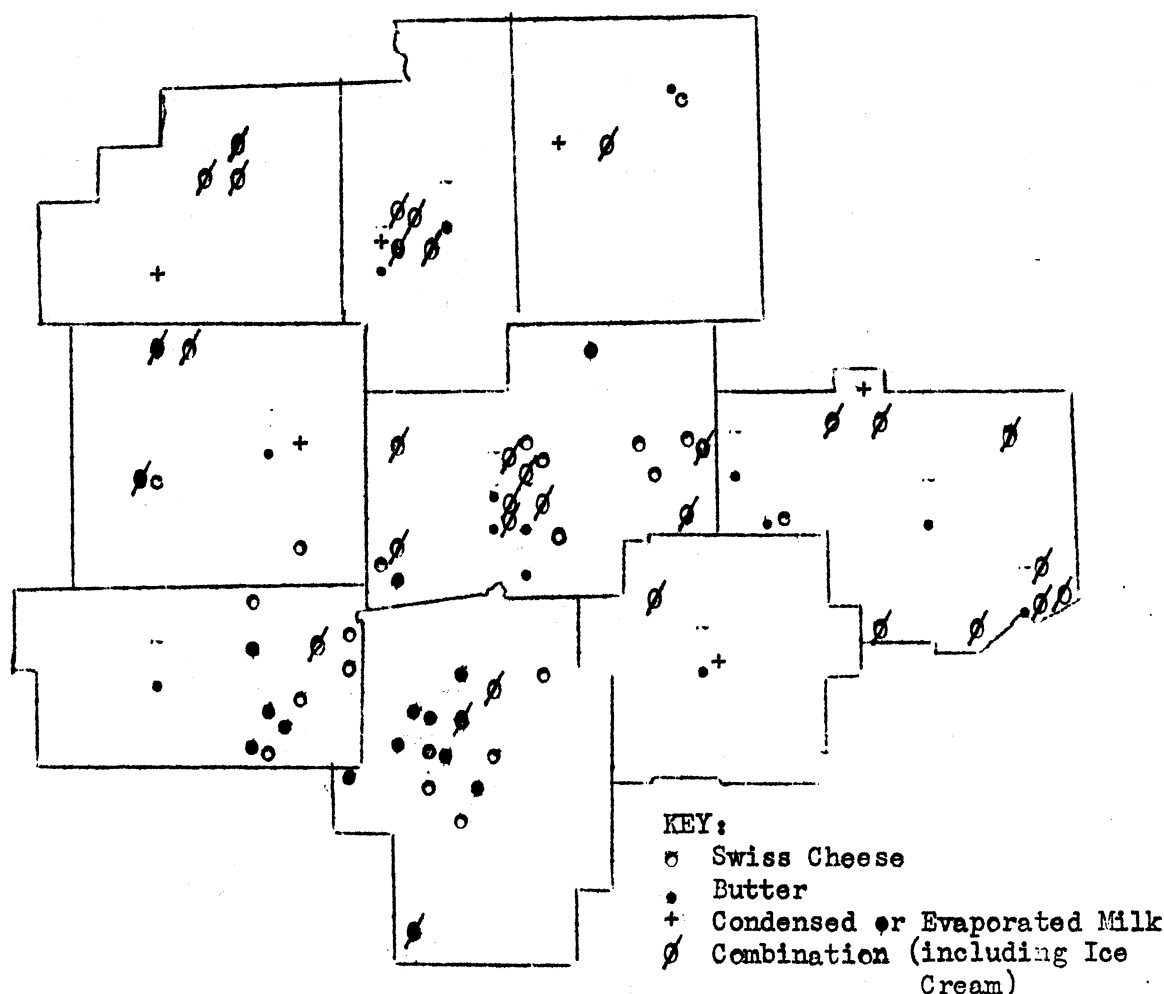 KEY:
Swiss Cheese
Butter
Condensed or Evaporated Milk
Combination (including Ice
Cream)